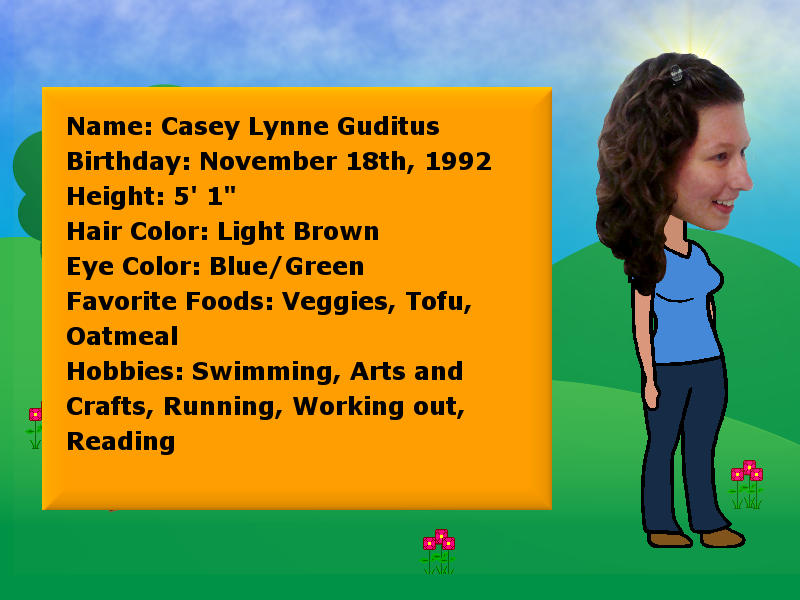 Name: Casey Lynne Guditus
Birthday: November 18th, 1992
Height: 5' 1"
Hair Color: Light Brown
Eye Color: Blue/Green
Favorite Foods: Veggies, Tofu,
Oatmeal
Hobbies: Swimming, Arts and
Crafts, Running, Working out,
Reading